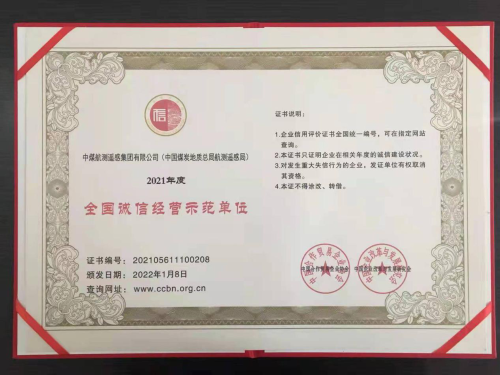 信
中煤航测遥感集团有限公司（中国煤炭地质总局航测遥感局）
2021年度
全国诚信经营示范单位
证书编号：202105611100208
颁发日期：2022年1月8日
查询网址：www.ccbn.org.cn
证书说明：
1.企业信用评价证书全国统一编号，可在指定网站
查询。
2.本证书只证明企业在相关年度的诚信建设状况。
3.对发生重大失信行为的企业，发证单位有权取消
其资格。
4.本证不得涂改、转借。